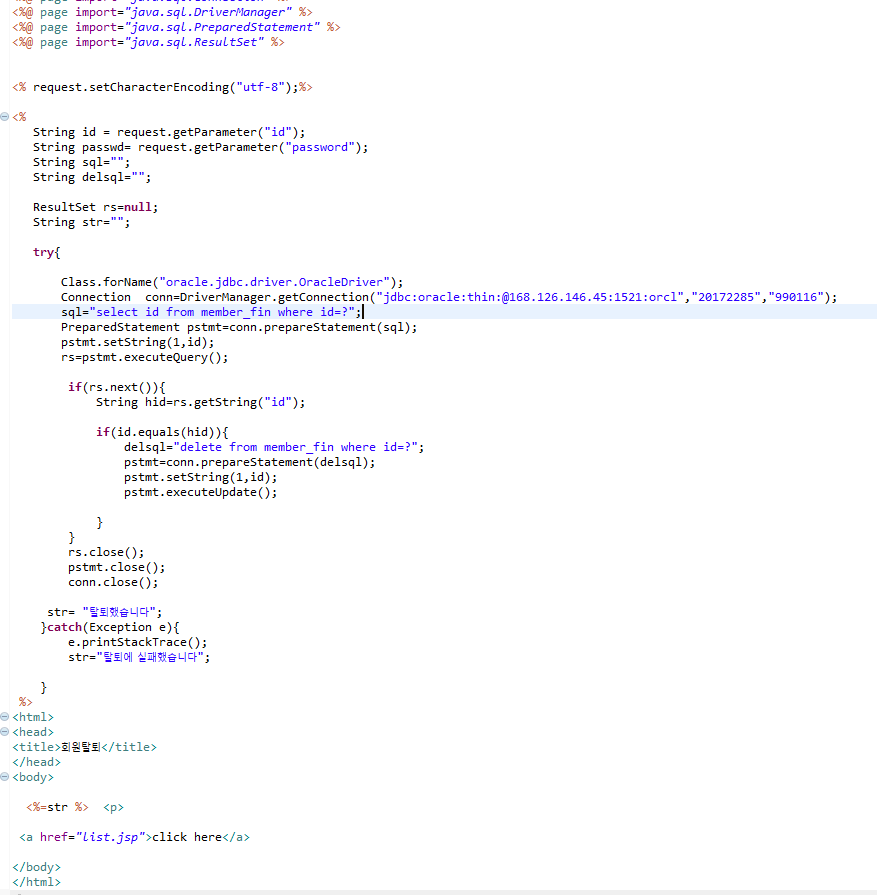 <%@ page import="java.sql.DriverManager" %>
<%@ page import="java.sql.PreparedStatement" %>
<%@ page import="java.sql.ResultSet" %>
<% request.setCharacterEncoding("utf-8");%>
<%
String id = request.getParameter("id");
String passwd= request.getParameter("password");
String sql="";
String delsql="";
ResultSet rs=null;
String str="";
try{
Class.forName("oracle.jdbc.driver.OracleDriver");
Connection  conn=DriverManager.getConnection("jdbc:oracle:thin:@168.126.146.45:1521:orcl","20172285","990116");
sql="select id from member_fin where id=?";
PreparedStatement pstmt=conn.prepareStatement(sql);
pstmt.setString(1,id);
rs=pstmt.executeQuery();
if(rs.next()){
String hid=rs.getString("id");
if(id.equals(hid)){
delsql="delete from member_fin where id=?";
pstmt=conn.prepareStatement(delsql);
pstmt.setString(1,id);
pstmt.executeUpdate();
}
}
rs.close();
pstmt.close();
conn.close();
str= "탈퇴했습니다";
}catch(Exception e){
e.printStackTrace();
str="탈퇴에 실패했습니다";
}
%>
<html>
<head>
<title>회원탈퇴</title>
</head>
<body>
<%=str %>  <p>
<a href="list.jsp">click here</a>
</body>
</html>